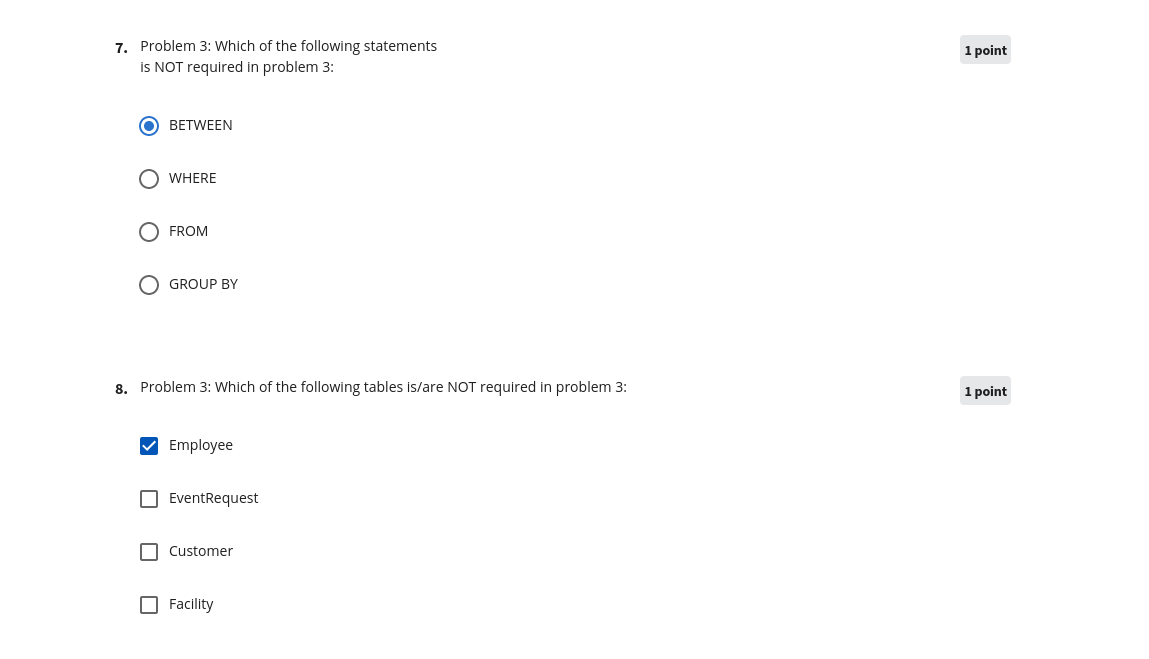 7. Problem 3: Which of the following statements
is NOT required in problem 3:
1 point
BETWEEN
WHERE
FROM
GROUP BY
8. Problem 3: Which of the following tables is/are NOT required in problem 3:
1 point
Employee
EventRequest
Customer
Facility